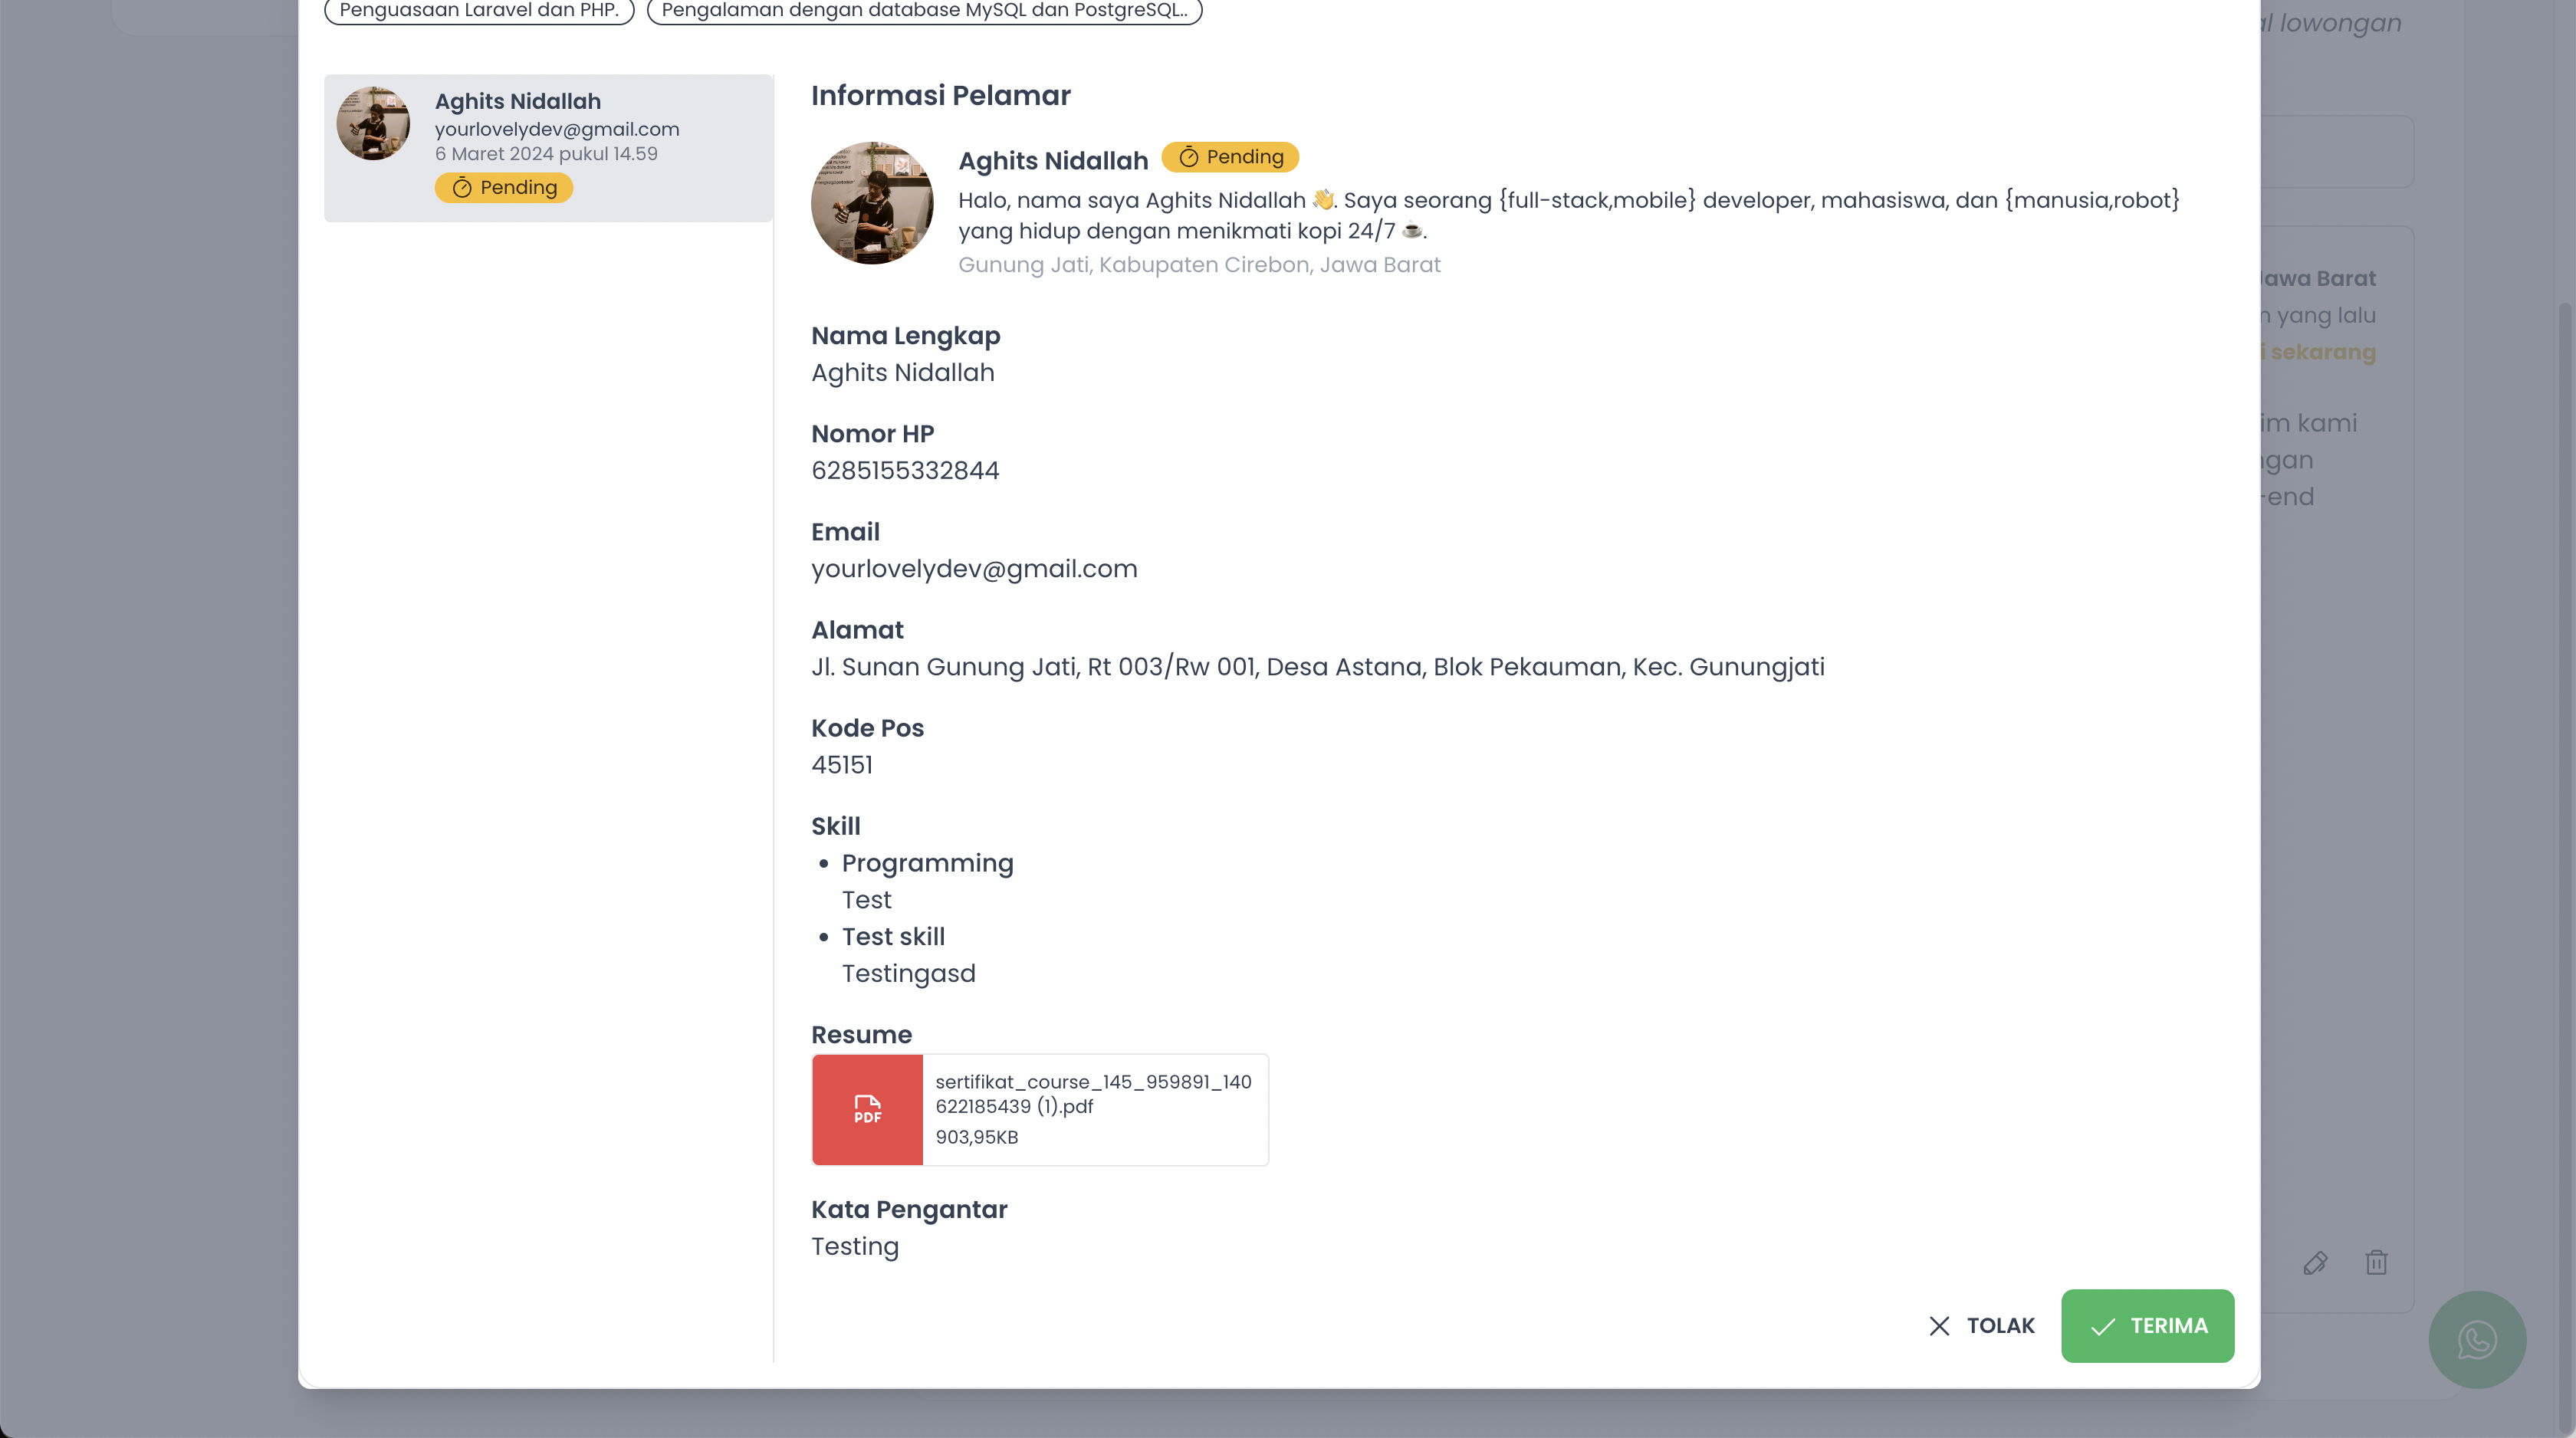 Penguasaan Laravel dan PHP.
Pengalaman dengan database MySQL dan PostgreSQL..
lowongan
Aghits Nidallah
yourlovelydev@gmail.com
6 Maret 2024 pukul 14.59
Pending
Informasi Pelamar
Aghits Nidallah
Pending
Halo, nama saya Aghits Nidallah 👋. Saya seorang {full-stack,mobile} developer, mahasiswa, dan {manusia,robot}
yang hidup dengan menikmati kopi 24/7 ☕.
Gunung Jati, Kabupaten Cirebon, Jawa Barat
Nama Lengkap
Aghits Nidallah
Nomor HP
6285155332844
Email
yourlovelydev@gmail.com
Alamat
Jl. Sunan Gunung Jati, Rt 003/Rw 001, Desa Astana, Blok Pekauman, Kec. Gunungjati
Kode Pos
45151
Skill
Programming
Test
Test skill
Testingasd
Resume
PDF
sertifikat_course_145_959891_140
622185439 (1).pdf
903,95KB
Kata Pengantar
Testing
TOLAK
TERIMA
Jawa Barat
yang lalu
sekarang
kami
-end